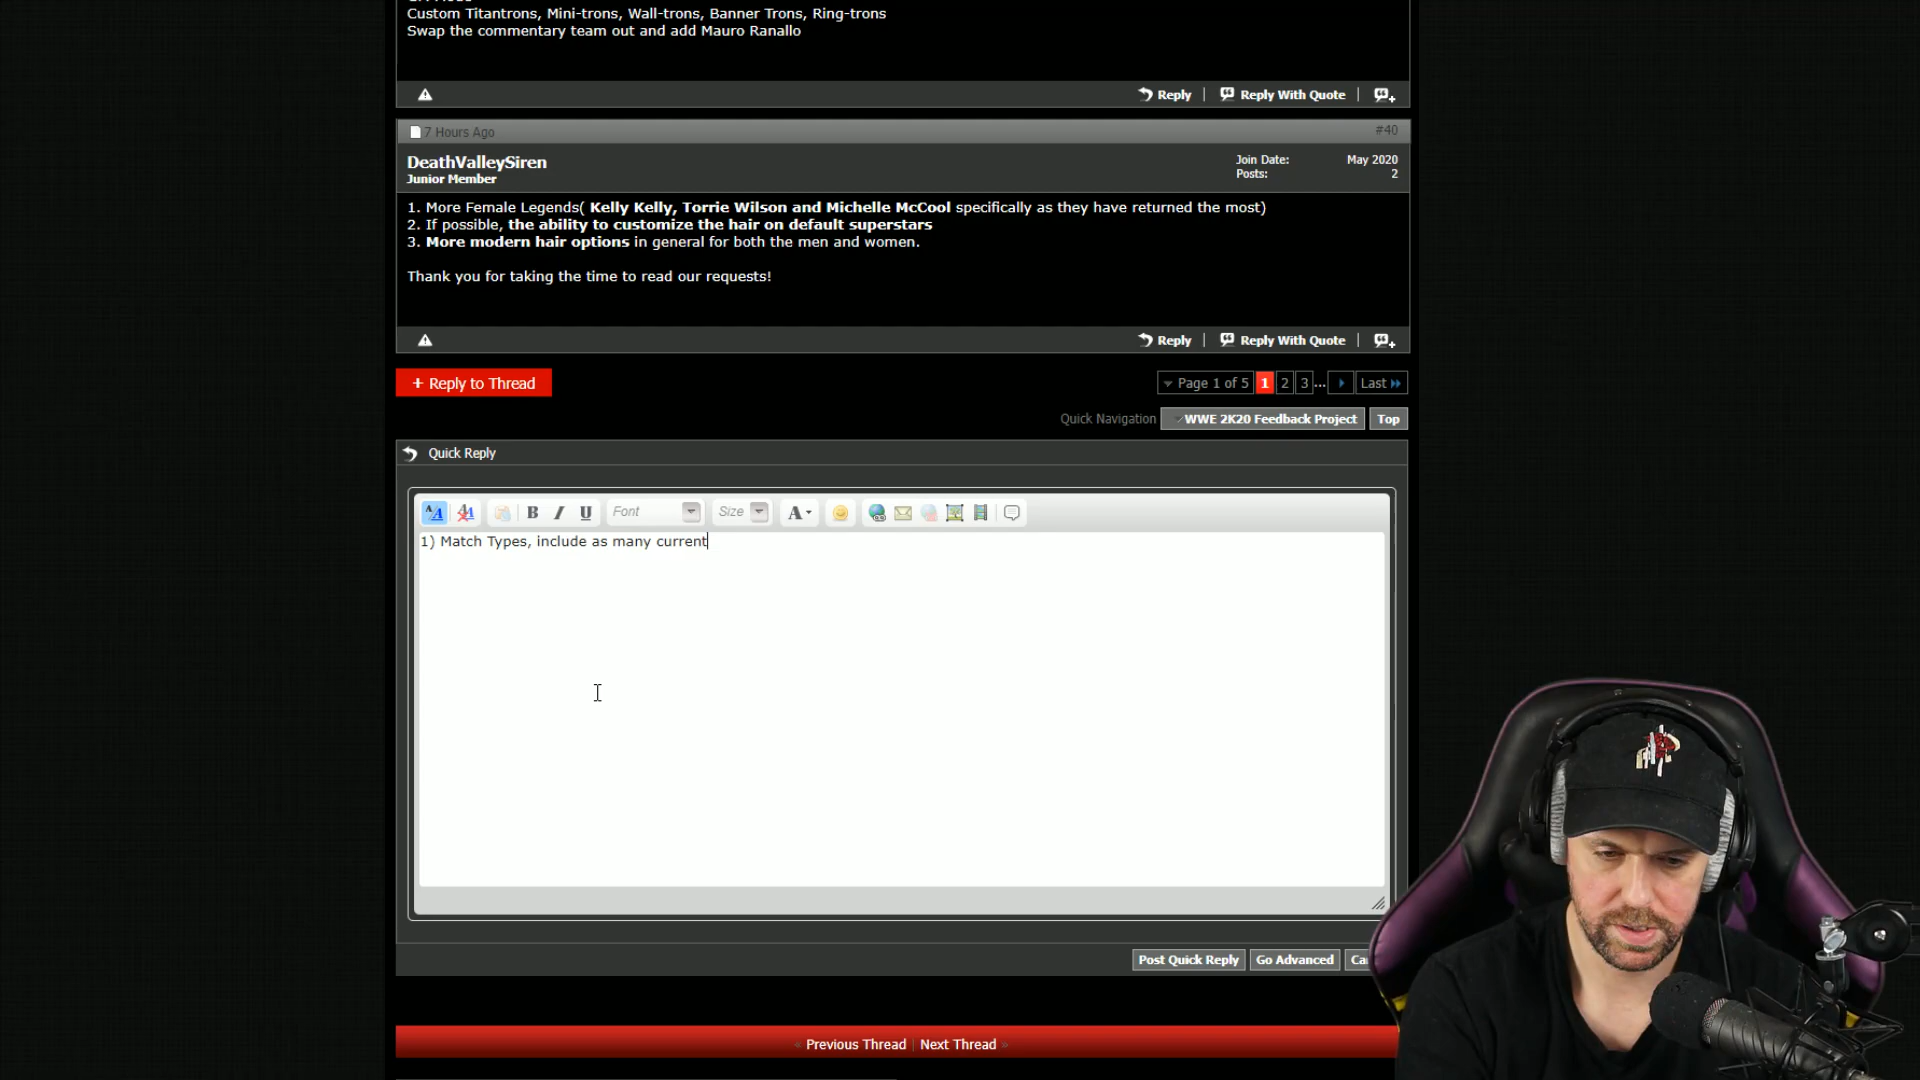 Custom Titantrons, Mini-trons, Wall-trons, Banner Trons, Ring-trons
Swap the commentary team out and add Mauro Ranallo
Reply | Reply With Quote |
7 Hours Ago #40
DeathValleySiren
Junior Member
Join Date: May 2020
Posts: 2
1. More Female Legends( Kelly Kelly, Torrie Wilson and Michelle McCool specifically as they have returned the most)
2. If possible, the ability to customize the hair on default superstars
3. More modern hair options in general for both the men and women.
Thank you for taking the time to read our requests!
Reply | Reply With Quote |
+ Reply to Thread
Page 1 of 5 1 2 3 ... Last
Quick Navigation WWE 2K20 Feedback Project Top
Quick Reply
B I U Font Size A
1) Match Types, include as many current
Post Quick Reply Go Advanced
« Previous Thread | Next Thread »